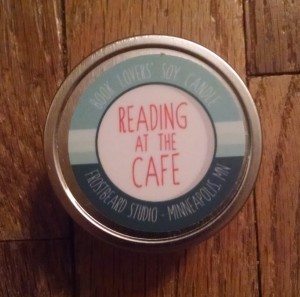 BOOK LOVERS' SOY CANDLE
READING
AT THE
CAFE
FROSTBEARD STUDIO - MINNEAPOLIS, MN